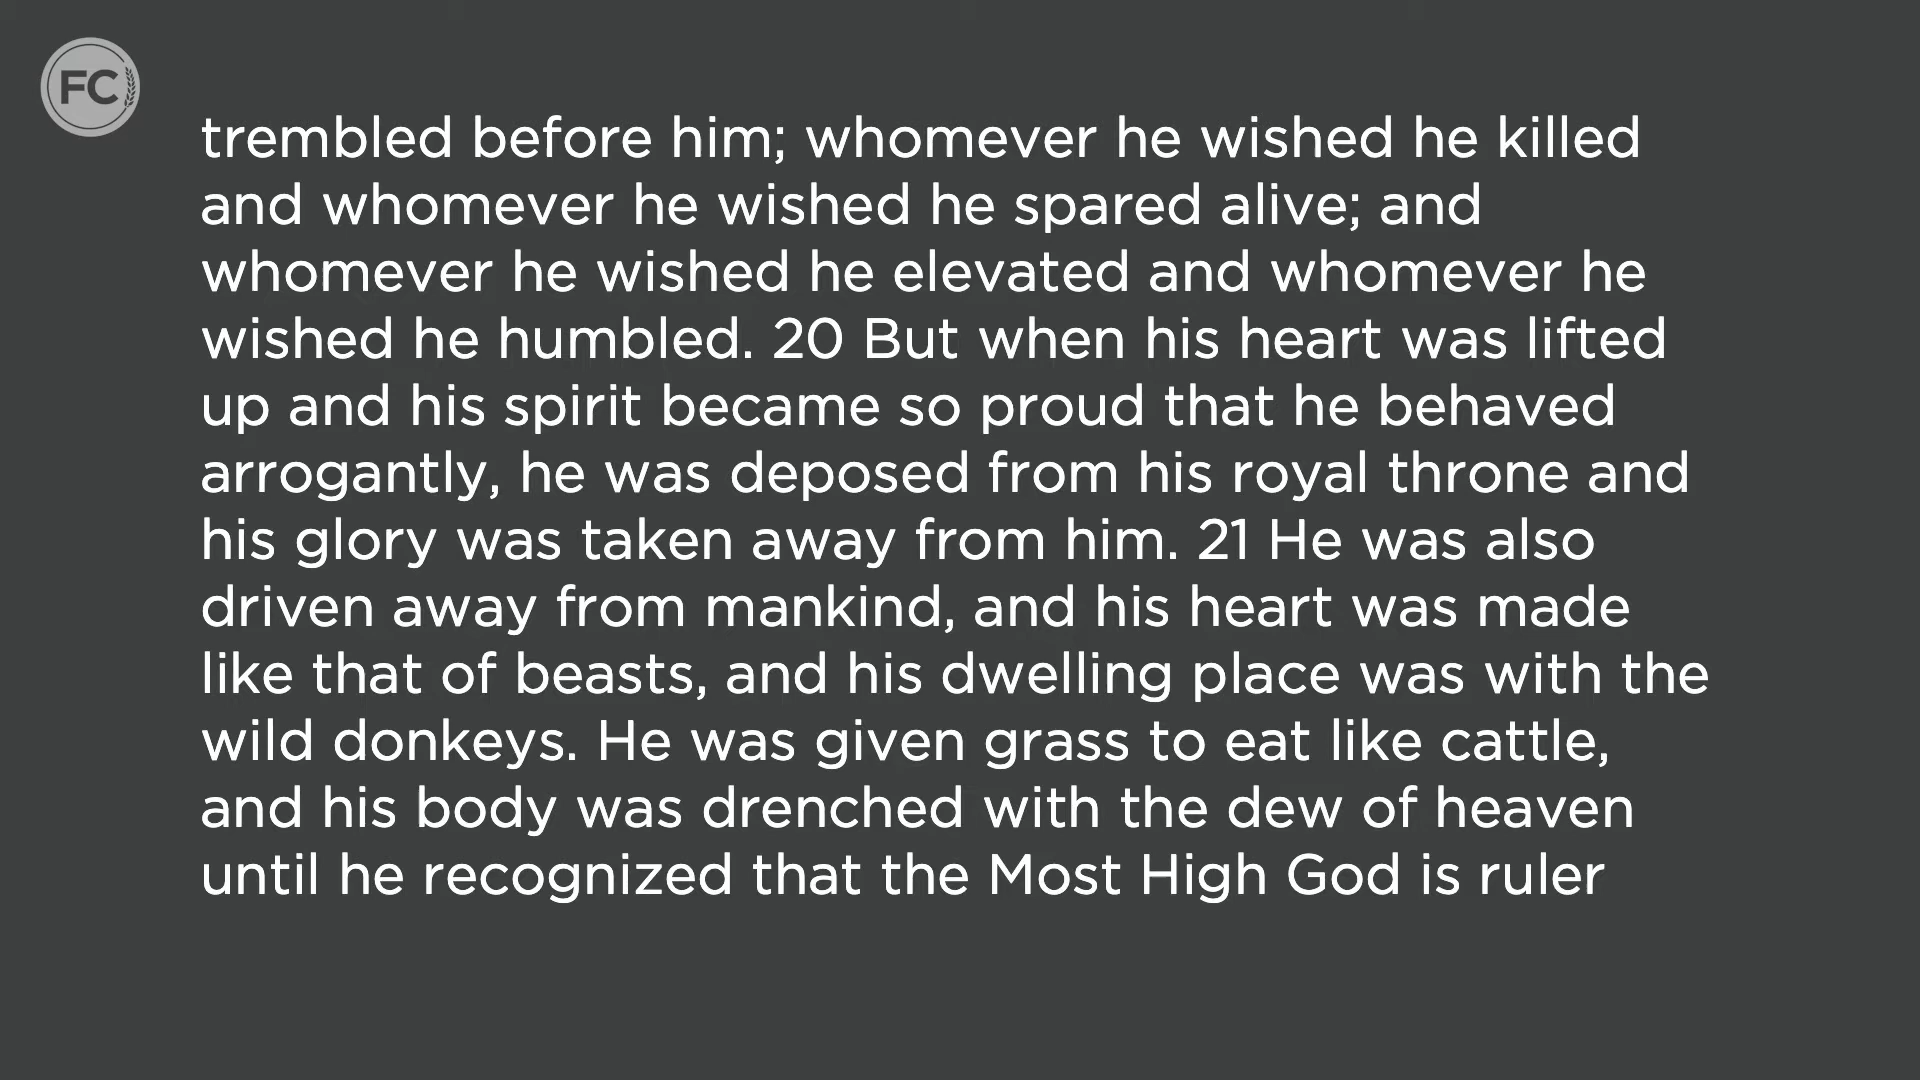 FC
trembled before him; whomever he wished he killed
and whomever he wished he spared alive; and
whomever he wished he elevated and whomever he
wished he humbled. 20 But when his heart was lifted
up and his spirit became so proud that he behaved
arrogantly, he was deposed from his royal throne and
his glory was taken away from him. 21 He was also
driven away from mankind, and his heart was made
like that of beasts, and his dwelling place was with the
wild donkeys. He was given grass to eat like cattle,
and his body was drenched with the dew of heaven
until he recognized that the Most High God is ruler